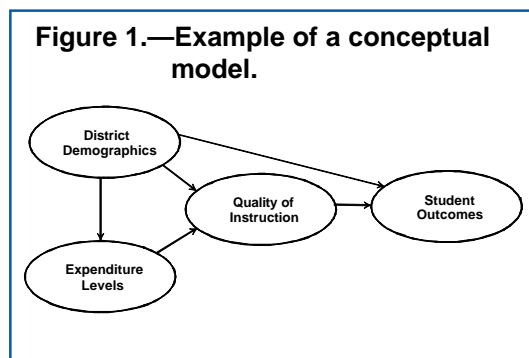 Figure 1.—Example of a conceptual
model.
District
Demographics
Quality of
Instruction
Student
Outcomes
Expenditure
Levels